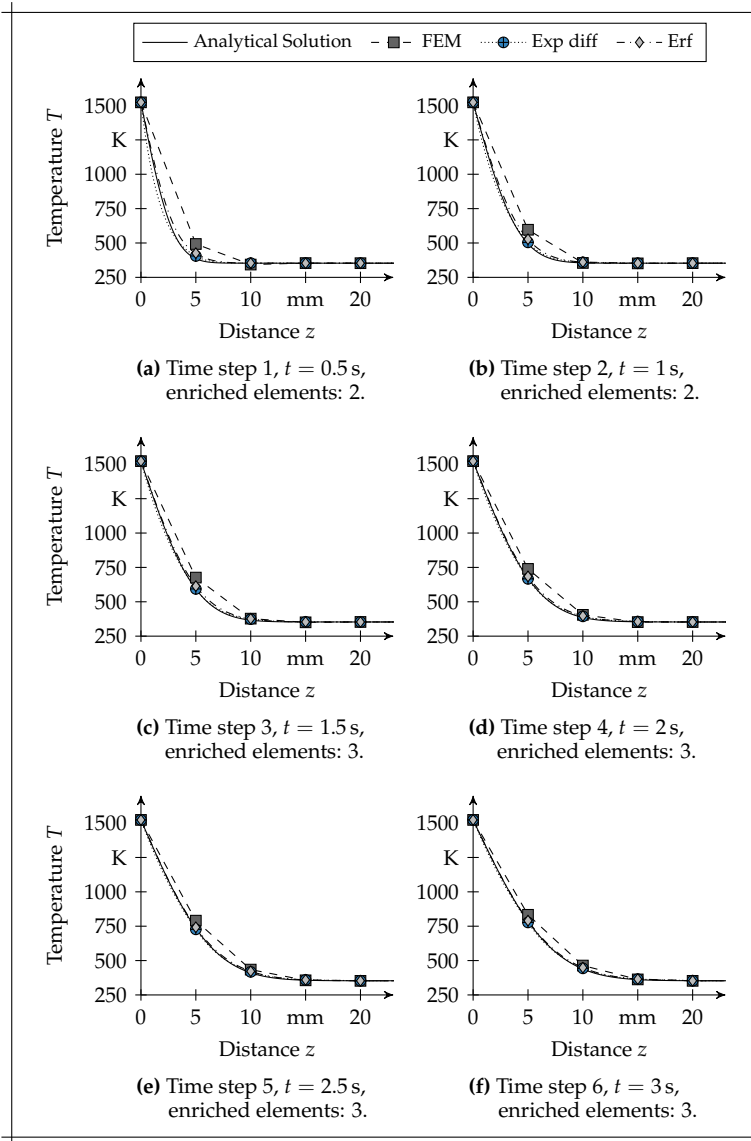 Analytical Solution FEM Exp diff Erf
1500
K
1000
750
500
250
0 5 10 mm 20
Temperature T
Distance z
(a) Time step 1, t = 0.5 s,
enriched elements: 2.
1500
K
1000
750
500
250
0 5 10 mm 20
Distance z
(b) Time step 2, t = 1 s,
enriched elements: 2.
1500
K
1000
750
500
250
0 5 10 mm 20
Temperature T
Distance z
(c) Time step 3, t = 1.5 s,
enriched elements: 3.
1500
K
1000
750
500
250
0 5 10 mm 20
Distance z
(d) Time step 4, t = 2 s,
enriched elements: 3.
1500
K
1000
750
500
250
0 5 10 mm 20
Temperature T
Distance z
(e) Time step 5, t = 2.5 s,
enriched elements: 3.
1500
K
1000
750
500
250
0 5 10 mm 20
Distance z
(f) Time step 6, t = 3 s,
enriched elements: 3.